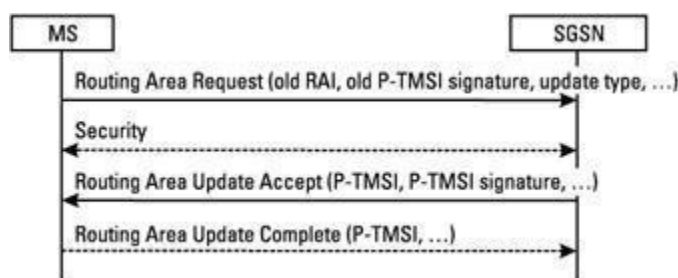 MS
SGSN
Routing Area Request (old RAI, old P-TMSI signature, update type, ...)
Security
Routing Area Update Accept (P-TMSI, P-TMSI signature, ...)
Routing Area Update Complete (P-TMSI, ...)